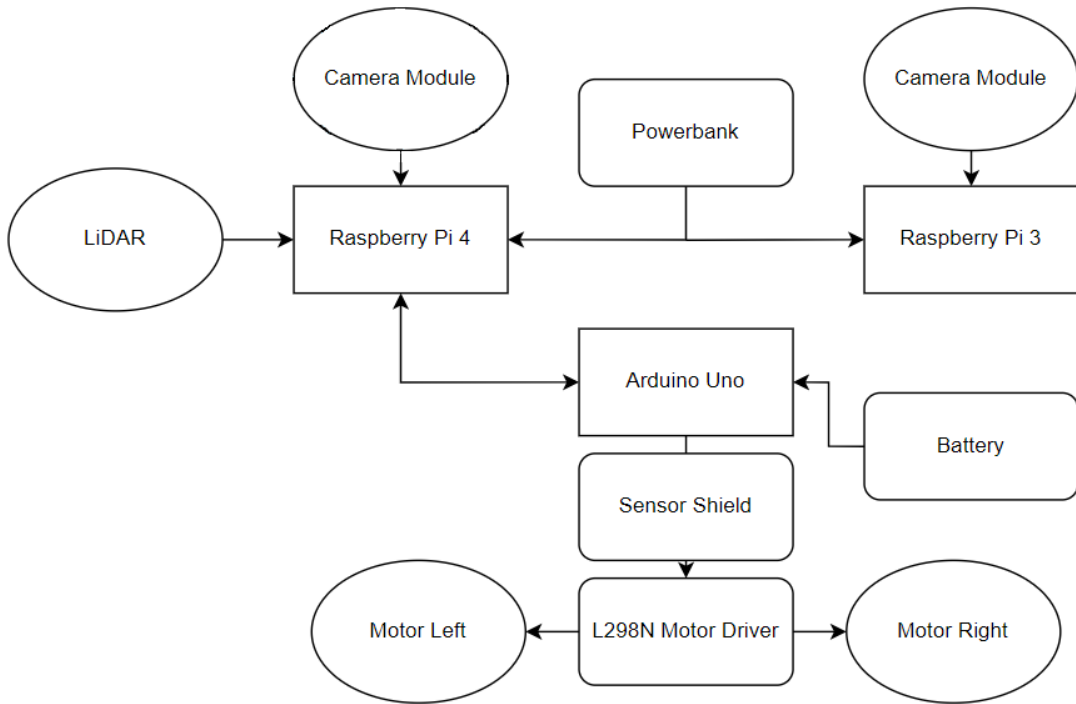 Camera Module
Camera Module
Powerbank
LiDAR
Raspberry Pi 4
Raspberry Pi 3
Arduino Uno
Battery
Sensor Shield
Motor Left
L298N Motor Driver
Motor Right